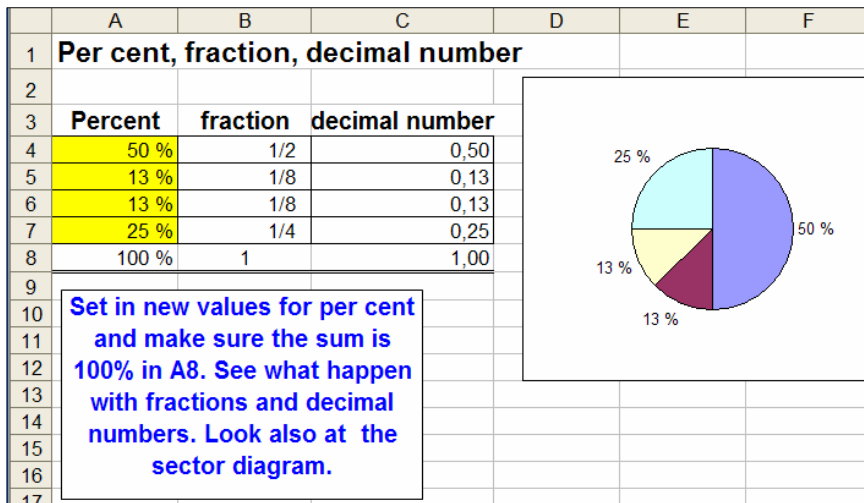 A B C D E F
1 Per cent, fraction, decimal number
2
3 Percent fraction decimal number
4 50 % 1/2 0,50
5 13 % 1/8 0,13
6 13 % 1/8 0,13
7 25 % 1/4 0,25
8 100 % 1 1,00
9
10
11
12
13
14
15
16
17
Set in new values for per cent
and make sure the sum is
100% in A8. See what happen
with fractions and decimal
numbers. Look also at the
sector diagram.
25 %
50 %
13 %
13 %